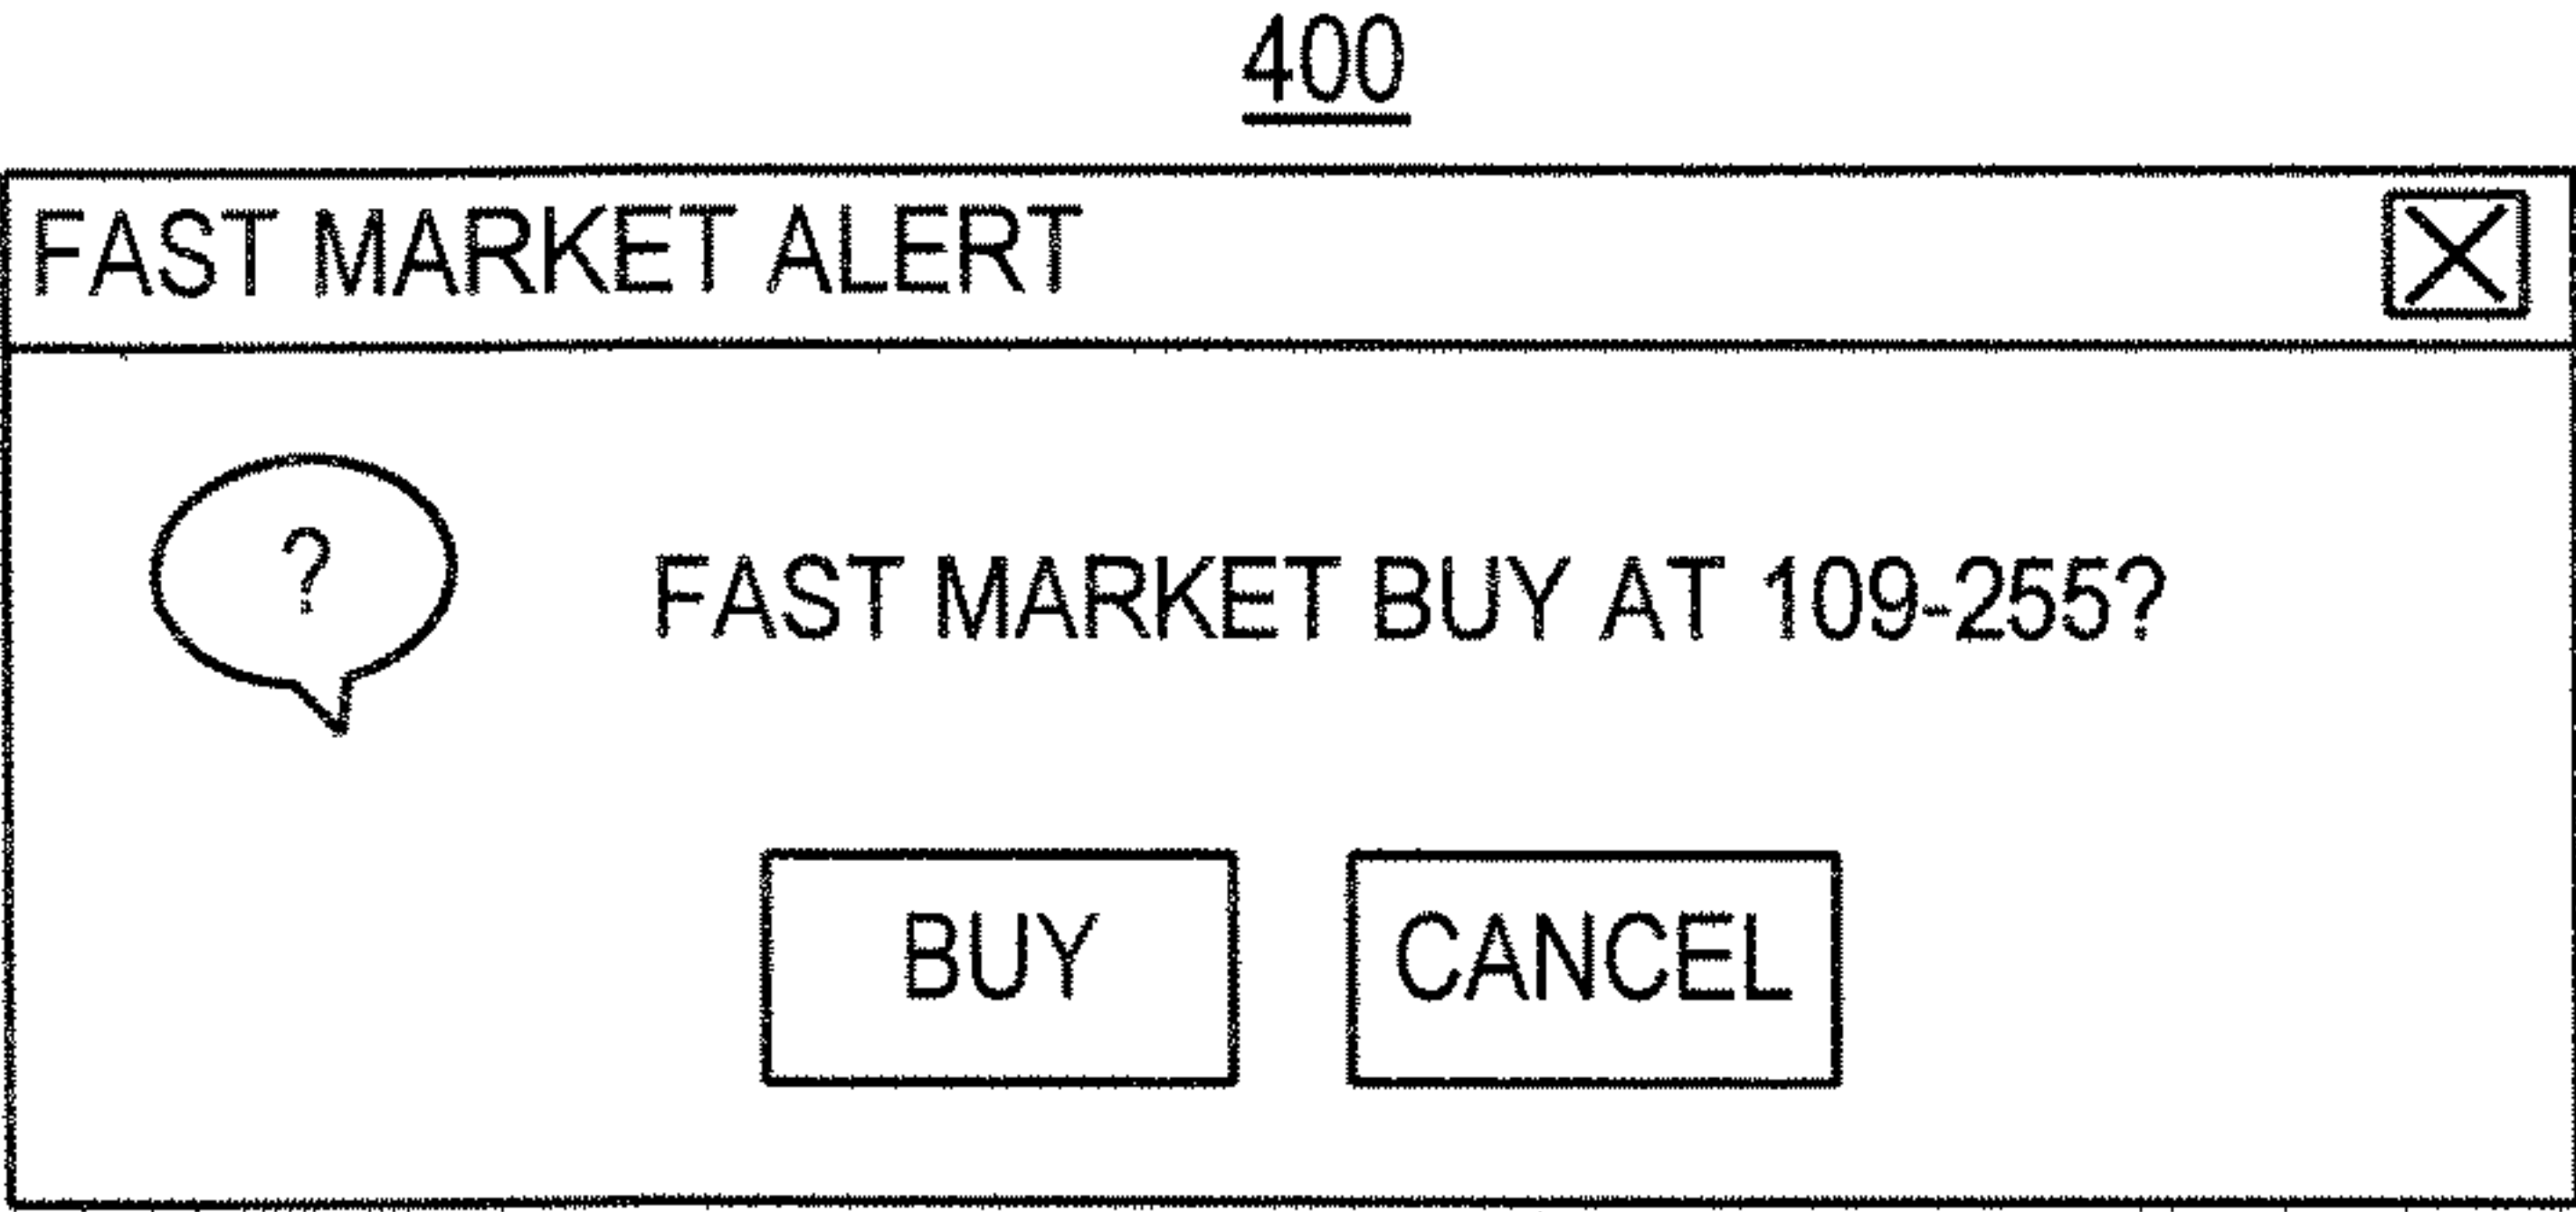 400
FAST MARKET ALERT
?
FAST MARKET BUY AT 109-255?
BUY
CANCEL